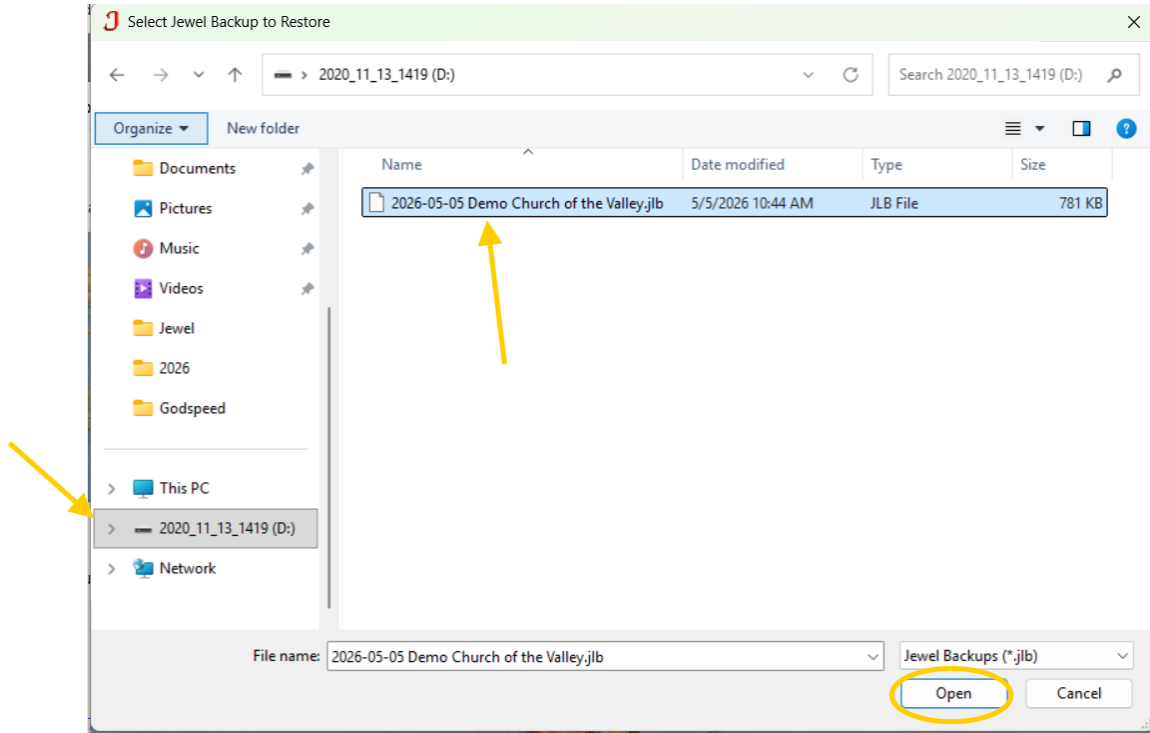 Select Jewel Backup to Restore
2020_11_13_1419 (D:)
Search 2020_11_13_1419 (D:)
Organize
New folder
Documents
Pictures
Music
Videos
Jewel
2026
Godspeed
This PC
2020_11_13_1419 (D:)
Network
Name Date modified Type Size
2026-05-05 Demo Church of the Valley.jlb 5/5/2026 10:44 AM JLB File 781 KB
File name: 2026-05-05 Demo Church of the Valley.jlb Jewel Backups (*.jlb)
Open Cancel